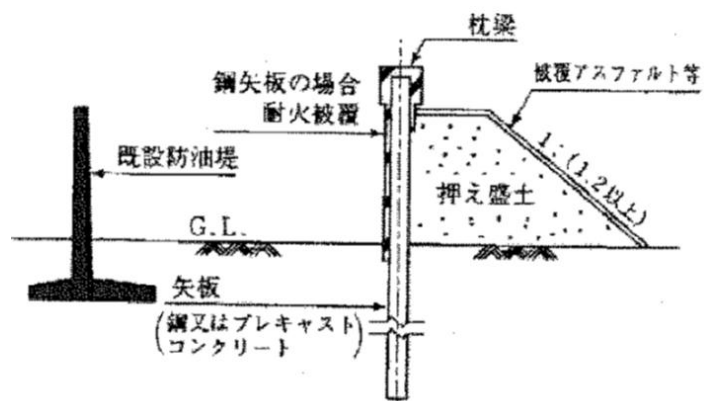 枕梁
被覆アスファルト等
鋼矢板の場合
耐火被覆
既設防油堤
1:(1.2以上)
押え盛土
G.L.
矢板
(鋼又はプレキャスト
コンクリート)